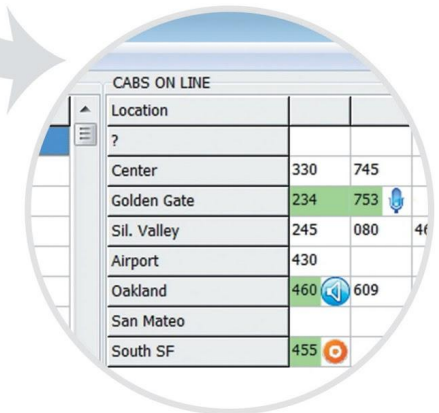 CABS ON LINE
Location
?
Center 330 745
Golden Gate 234 753
Sil. Valley 245 080
Airport 430
Oakland 460 609
San Mateo
South SF 455